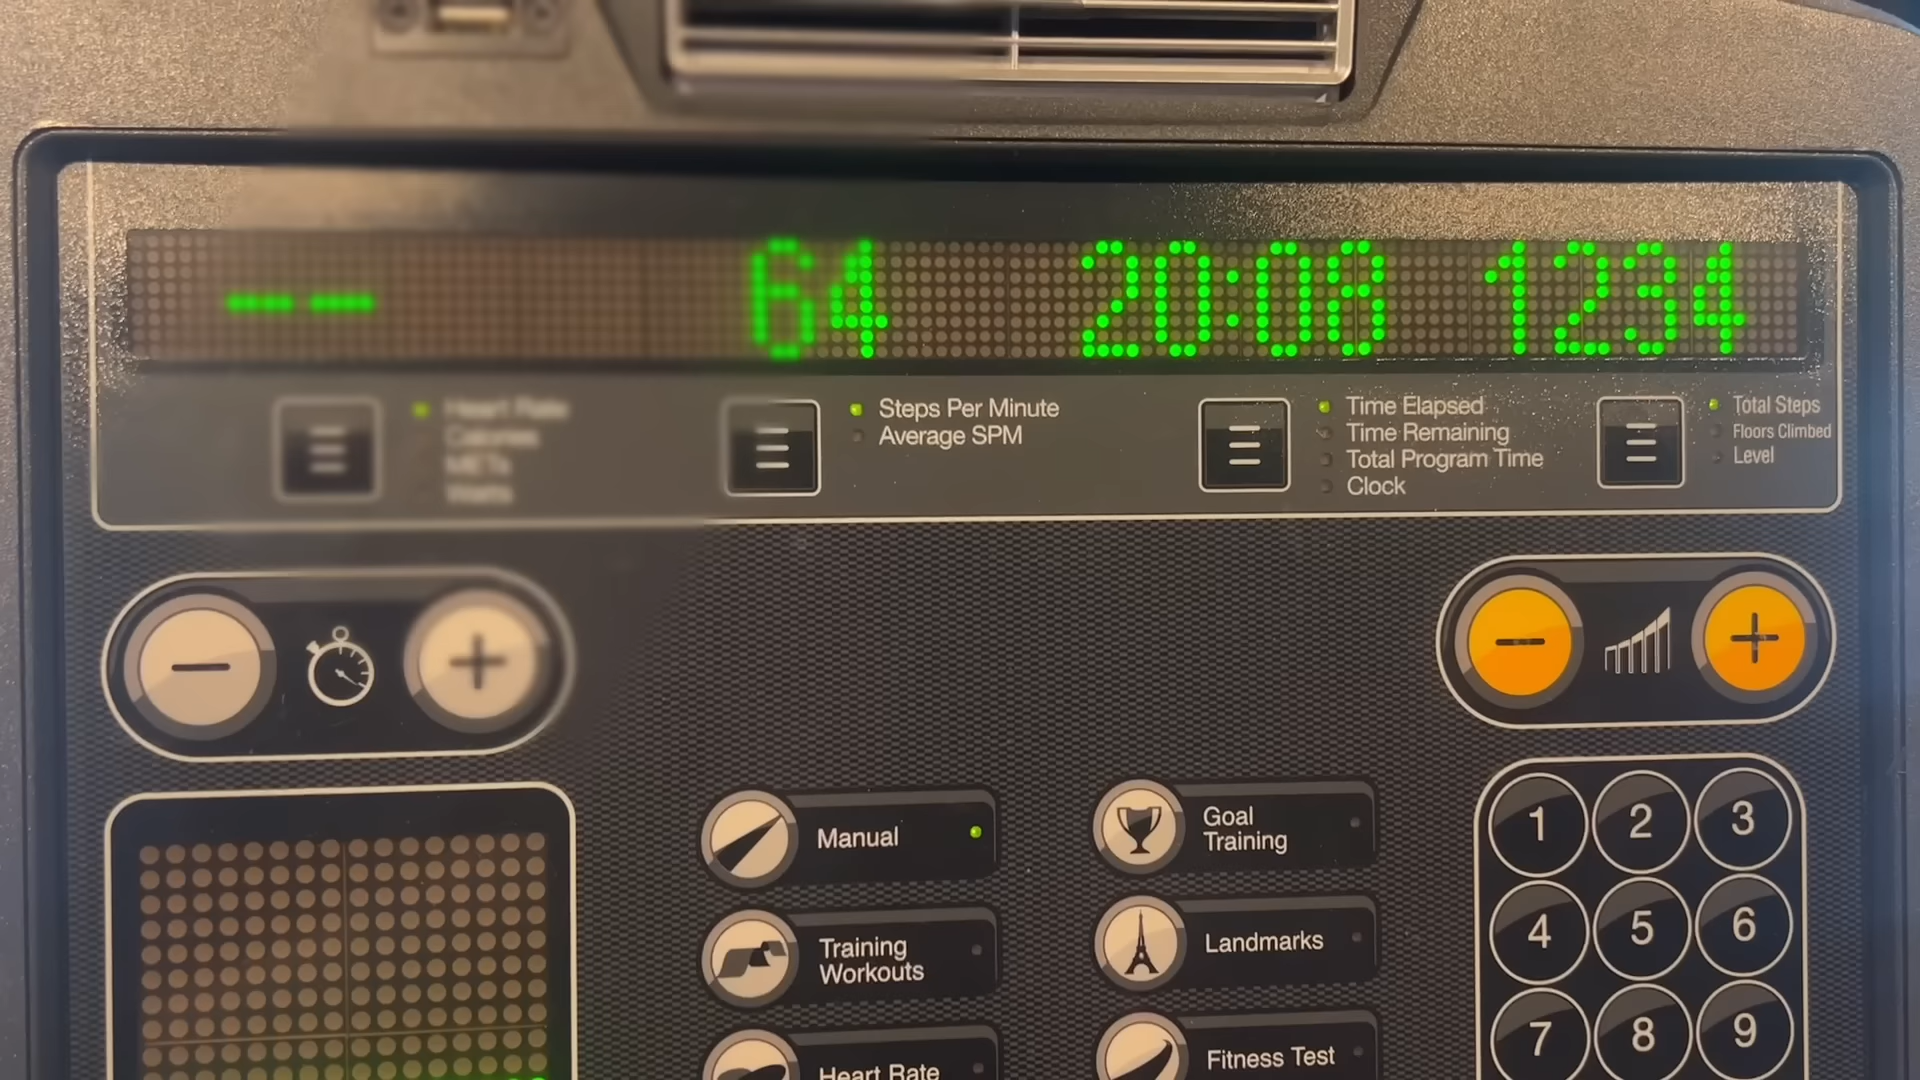 -- -- 64 20:08 1234
Heart Rate
Calories
METs
Watts
Steps Per Minute
Average SPM
Time Elapsed
Time Remaining
Total Program Time
Clock
Total Steps
Floors Climbed
Level
Manual
Training
Workouts
Heart Rate
Goal
Training
Landmarks
Fitness Test
1 2 3
4 5 6
7 8 9